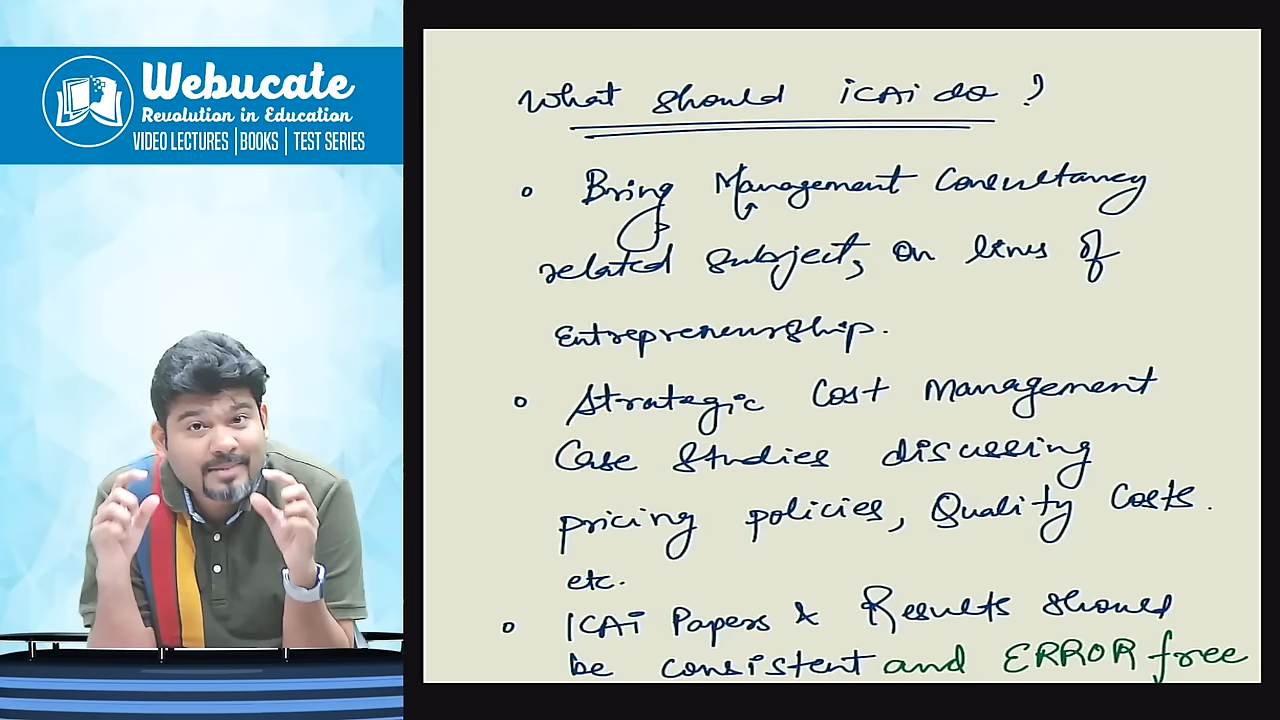 Webucate
Revolution in Education
VIDEO LECTURES | BOOKS | TEST SERIES
What should ICAI do ?
Bring Management Consultancy
related subjects on lines of
Entrepreneurship.
Strategic Cost Management
Case Studies discussing
pricing policies, Quality Costs.
etc.
ICAI Papers & Results should
be consistent and ERROR free